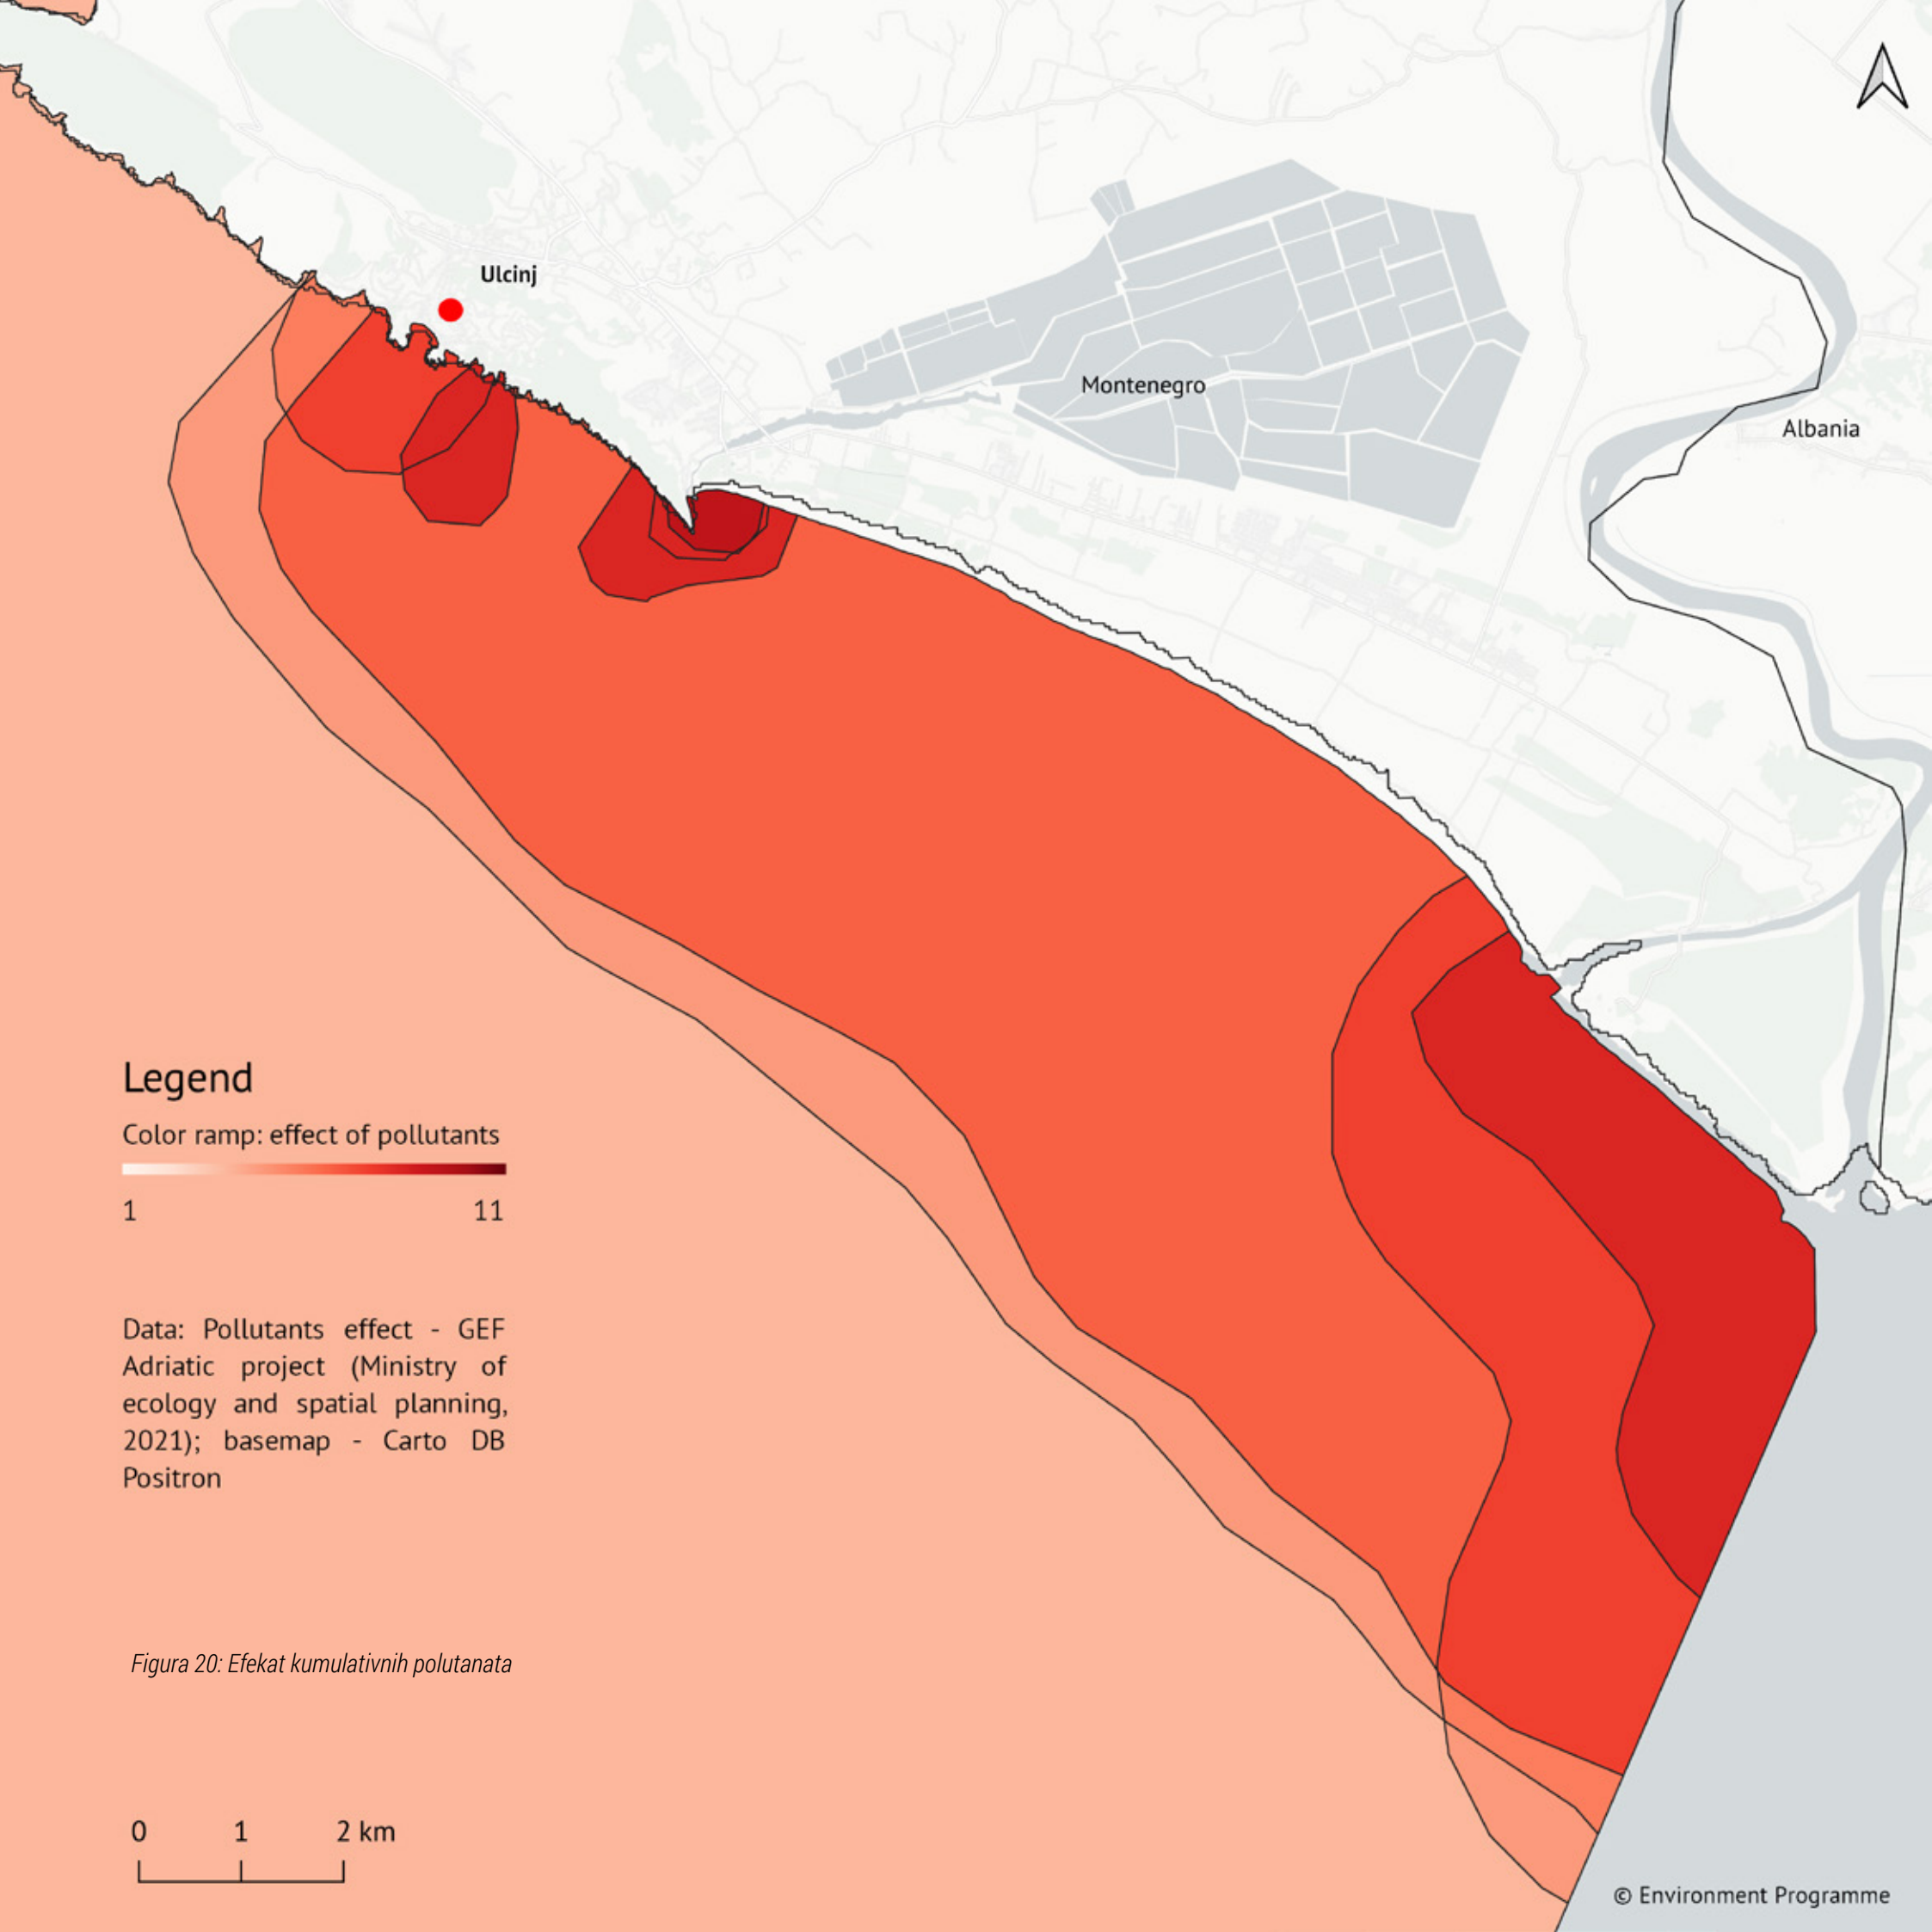 Ulcinj
Montenegro
Albania
Legend
Color ramp: effect of pollutants
1 11
Data: Pollutants effect - GEF
Adriatic project (Ministry of
ecology and spatial planning,
2021); basemap - Carto DB
Positron
Figura 20: Efekat kumulativnih polutanata
0 1 2 km
© Environment Programme